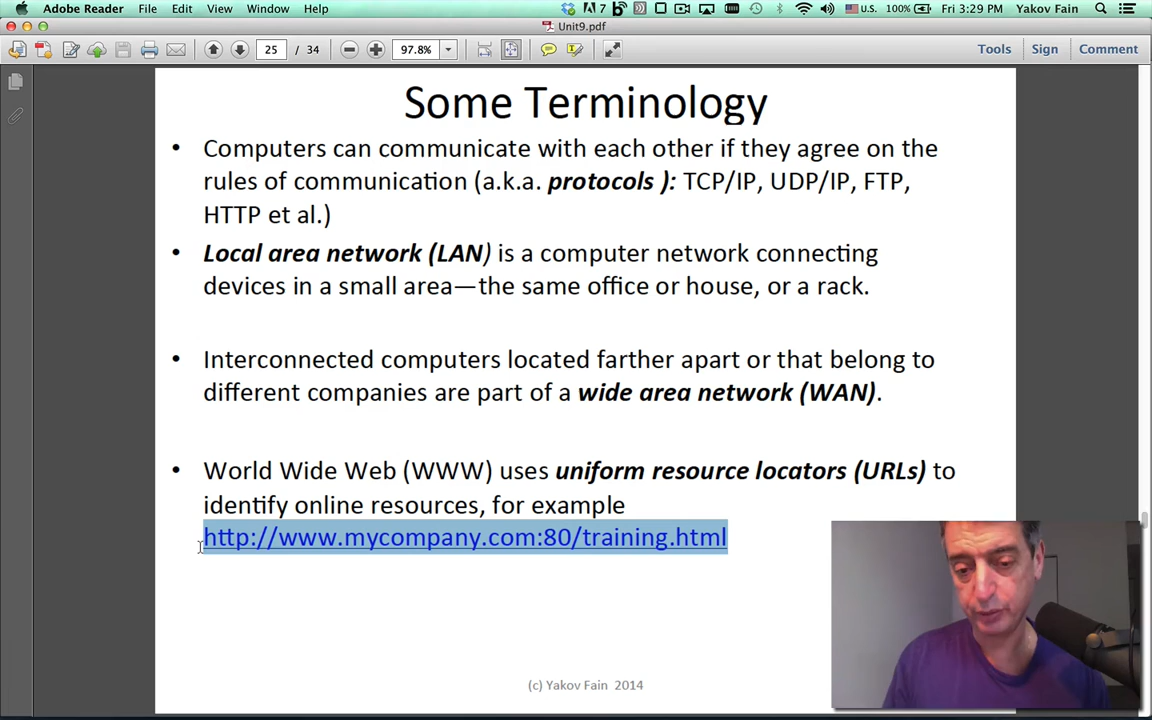 Adobe Reader File Edit View Window Help 7 U.S. 100% Fri 3:29 PM Yakov Fain
Unit9.pdf
25 / 34 97.8% Tools Sign Comment
Some Terminology
• Computers can communicate with each other if they agree on the
rules of communication (a.k.a. protocols ): TCP/IP, UDP/IP, FTP,
HTTP et al.)
• Local area network (LAN) is a computer network connecting
devices in a small area—the same office or house, or a rack.
• Interconnected computers located farther apart or that belong to
different companies are part of a wide area network (WAN).
• World Wide Web (WWW) uses uniform resource locators (URLs) to
identify online resources, for example
http://www.mycompany.com:80/training.html
(c) Yakov Fain 2014